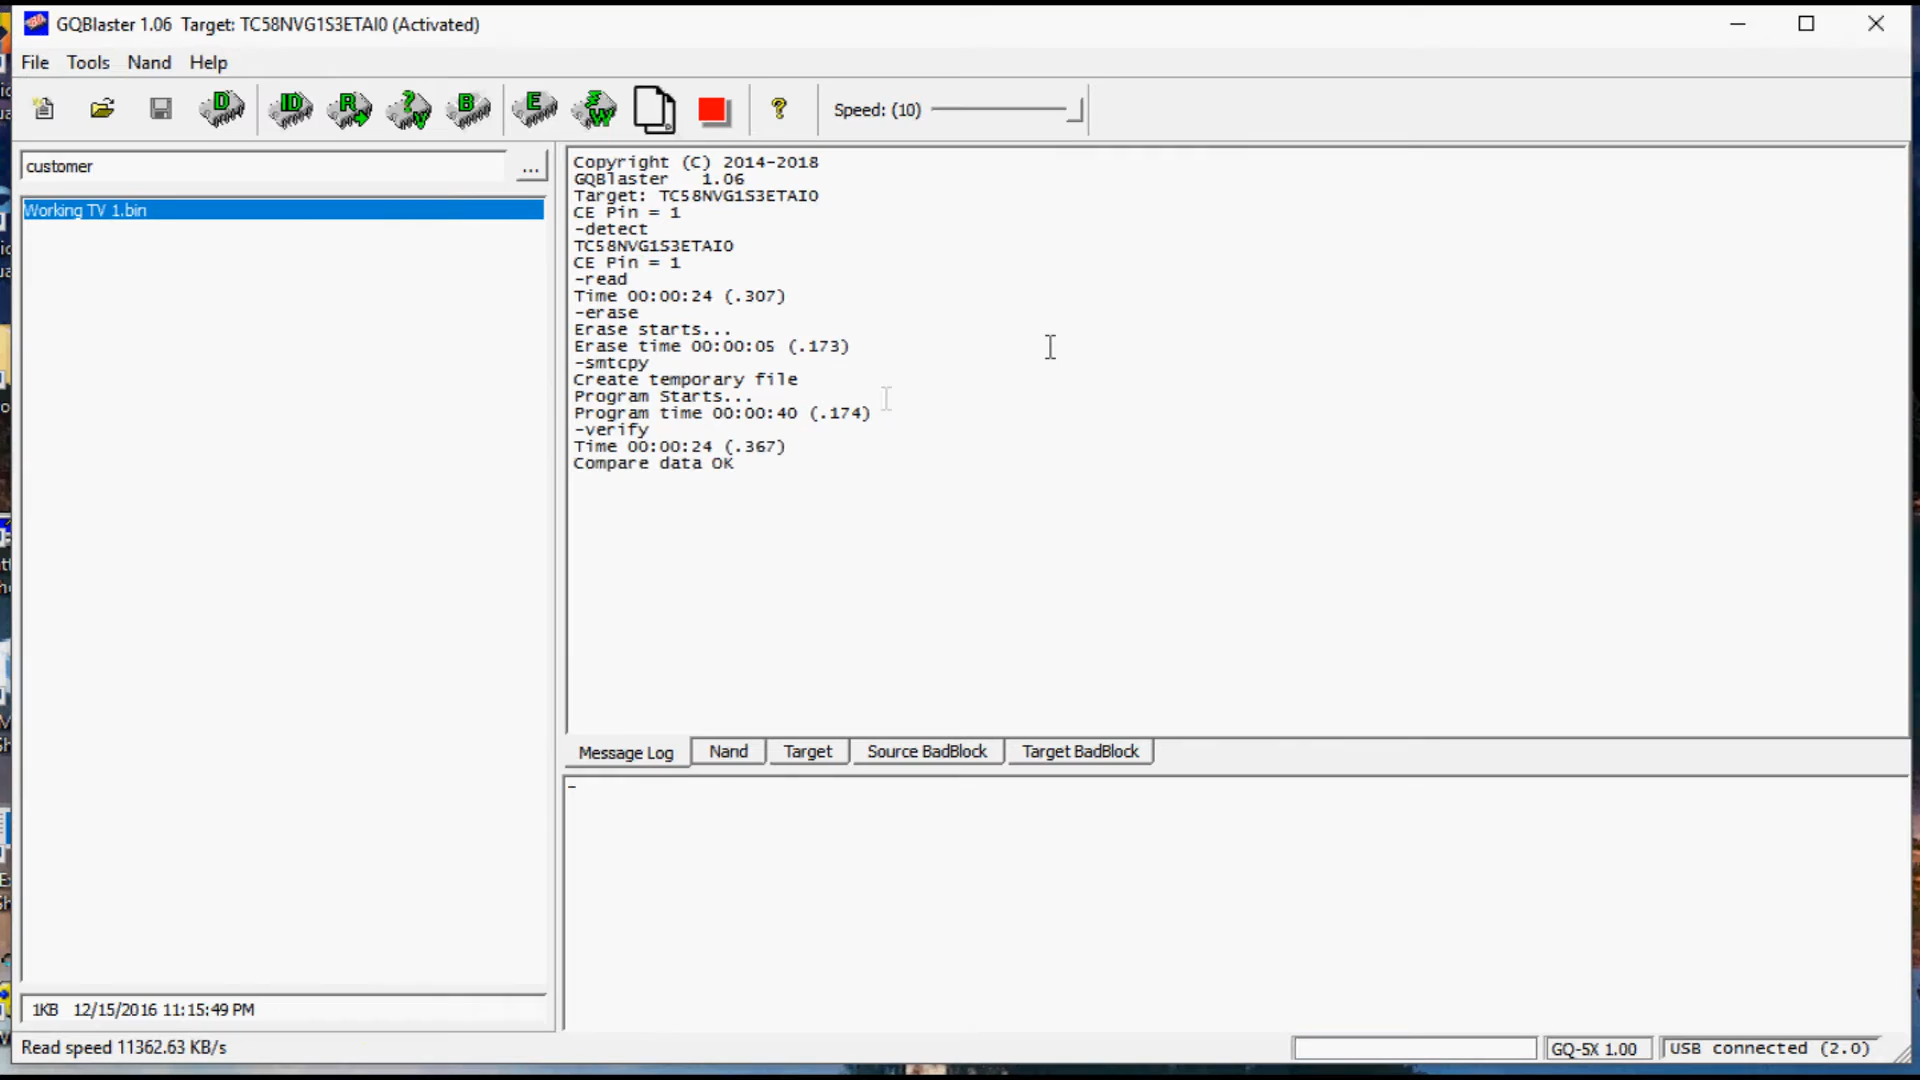 GQBlaster 1.06 Target: TC58NVG1S3ETAI0 (Activated)
File Tools Nand Help
D ID R ? V B E E W ? Speed: (10)
customer ...
Working TV 1.bin
Copyright (C) 2014-2018
GQBlaster 1.06
Target: TC58NVG1S3ETAI0
CE Pin = 1
-detect
TC58NVG1S3ETAI0
CE Pin = 1
-read
Time 00:00:24 (.307)
-erase
Erase starts...
Erase time 00:00:05 (.173)
-smtcpy
Create temporary file
Program Starts...
Program time 00:00:40 (.174)
-verify
Time 00:00:24 (.367)
Compare data OK
Message Log Nand Target Source BadBlock Target BadBlock
-
1KB 12/15/2016 11:15:49 PM
Read speed 11362.63 KB/s
GQ-5X 1.00 USB connected (2.0)